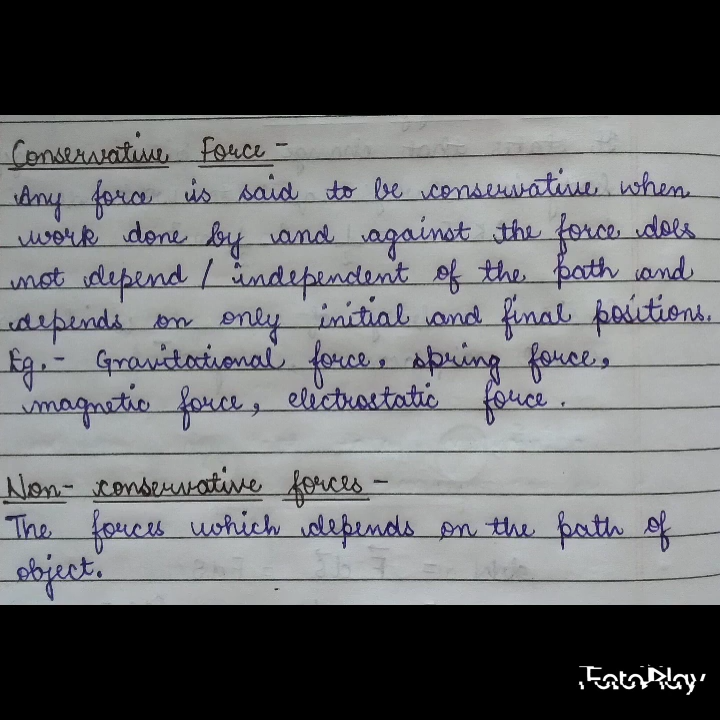 Conservative Force -
Any force is said to be conservative when
work done by and against the force does
not depend / independent of the path and
depends on only initial and final positions.
Eg. - Gravitational force, spring force,
magnetic force, electrostatic force.
Non - conservative forces -
The forces which depends on the path of
object.
FotoPlay